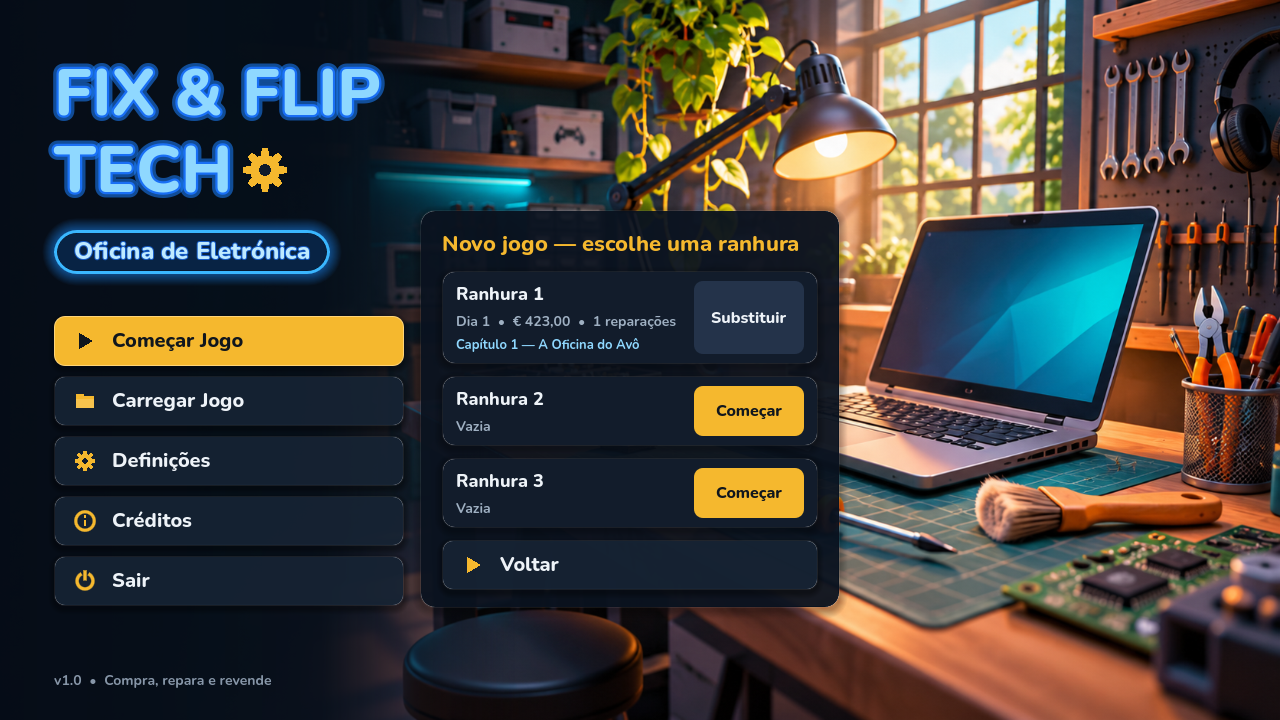 FIX & FLIP
TECH
Oficina de Eletrónica
Começar Jogo
Carregar Jogo
Definições
Créditos
Sair
v1.0 • Compra, repara e revende
Novo jogo — escolhe uma ranhura
Ranhura 1
Dia 1 • € 423,00 • 1 reparações
Capítulo 1 — A Oficina do Avô
Substituir
Ranhura 2
Vazia
Começar
Ranhura 3
Vazia
Começar
Voltar